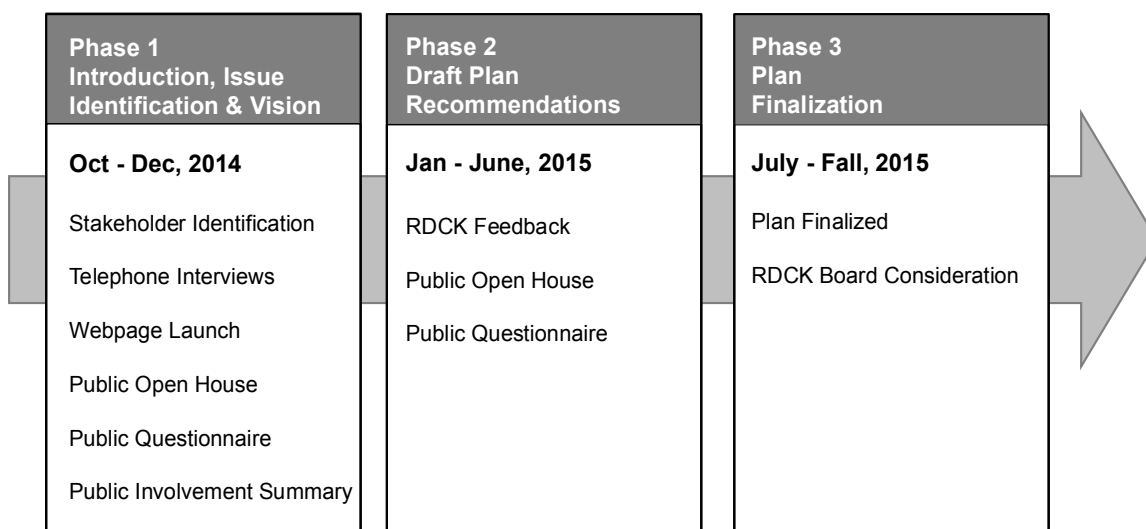 Phase 1
Introduction, Issue
Identification & Vision
Oct - Dec, 2014
Stakeholder Identification
Telephone Interviews
Webpage Launch
Public Open House
Public Questionnaire
Public Involvement Summary
Phase 2
Draft Plan
Recommendations
Jan - June, 2015
RDCK Feedback
Public Open House
Public Questionnaire
Phase 3
Plan
Finalization
July - Fall, 2015
Plan Finalized
RDCK Board Consideration